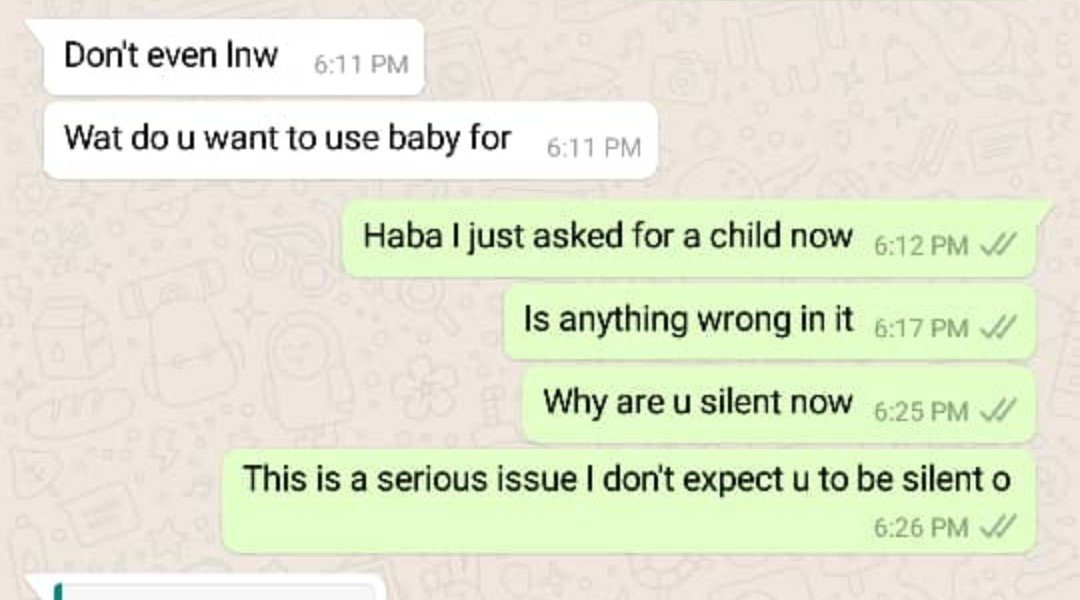 Don't even lnw 6:11 PM
Wat do u want to use baby for 6:11 PM
Haba I just asked for a child now 6:12 PM
Is anything wrong in it 6:17 PM
Why are u silent now 6:25 PM
This is a serious issue I don't expect u to be silent o
6:26 PM